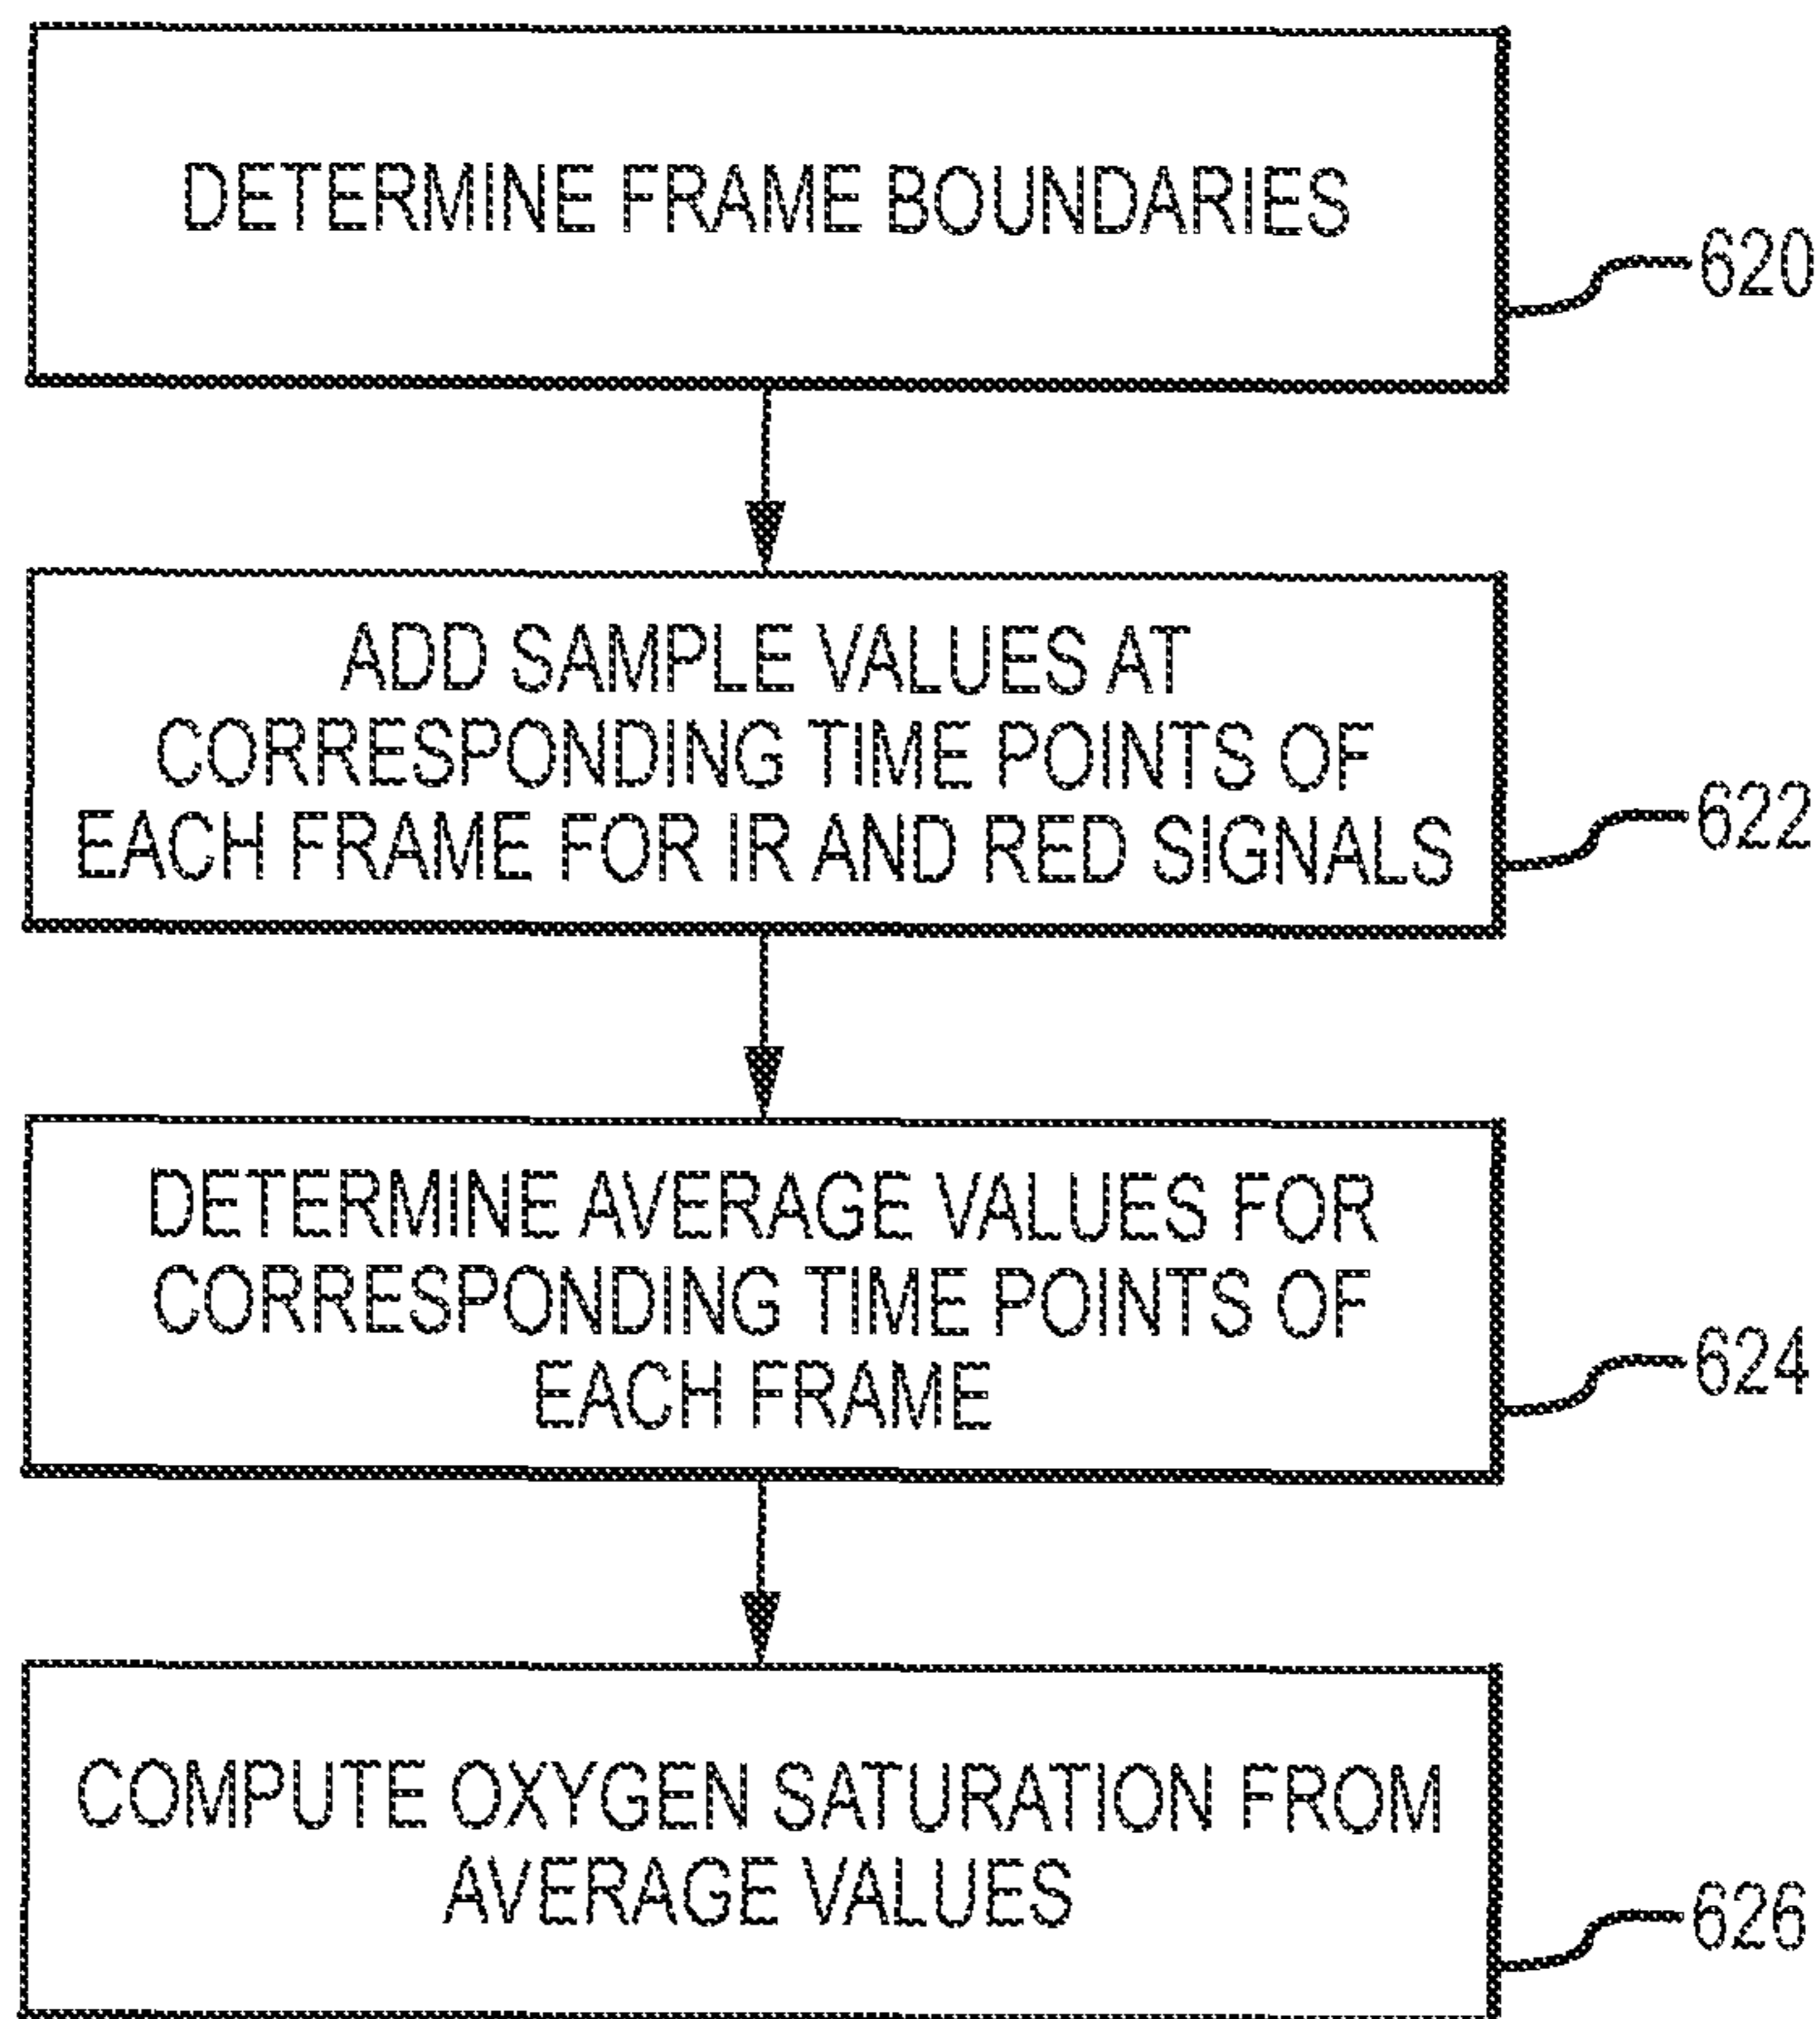 DETERMINE FRAME BOUNDARIES
620
ADD SAMPLE VALUES AT
CORRESPONDING TIME POINTS OF
EACH FRAME FOR IR AND RED SIGNALS
622
DETERMINE AVERAGE VALUES FOR
CORRESPONDING TIME POINTS OF
EACH FRAME
624
COMPUTE OXYGEN SATURATION FROM
AVERAGE VALUES
626